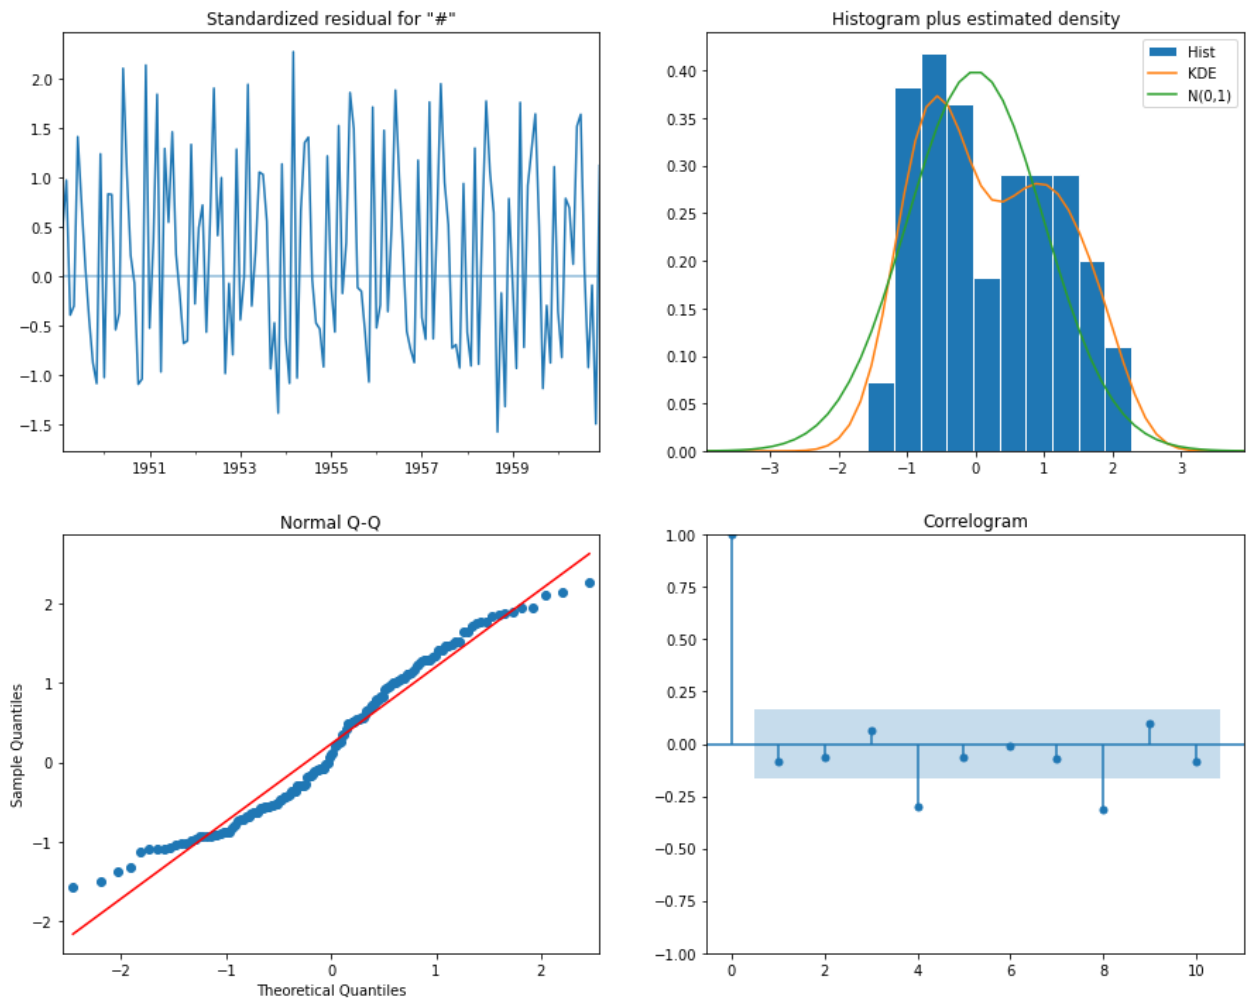 Standardized residual for "#"
2.0
1.5
1.0
0.5
0.0
−0.5
−1.0
−1.5
1951 1953 1955 1957 1959
Histogram plus estimated density
Hist
KDE
N(0,1)
0.40
0.35
0.30
0.25
0.20
0.15
0.10
0.05
0.00
−3 −2 −1 0 1 2 3
Normal Q-Q
Sample Quantiles
2
1
0
−1
−2
−2 −1 0 1 2
Theoretical Quantiles
Correlogram
1.00
0.75
0.50
0.25
0.00
−0.25
−0.50
−0.75
−1.00
0 2 4 6 8 10